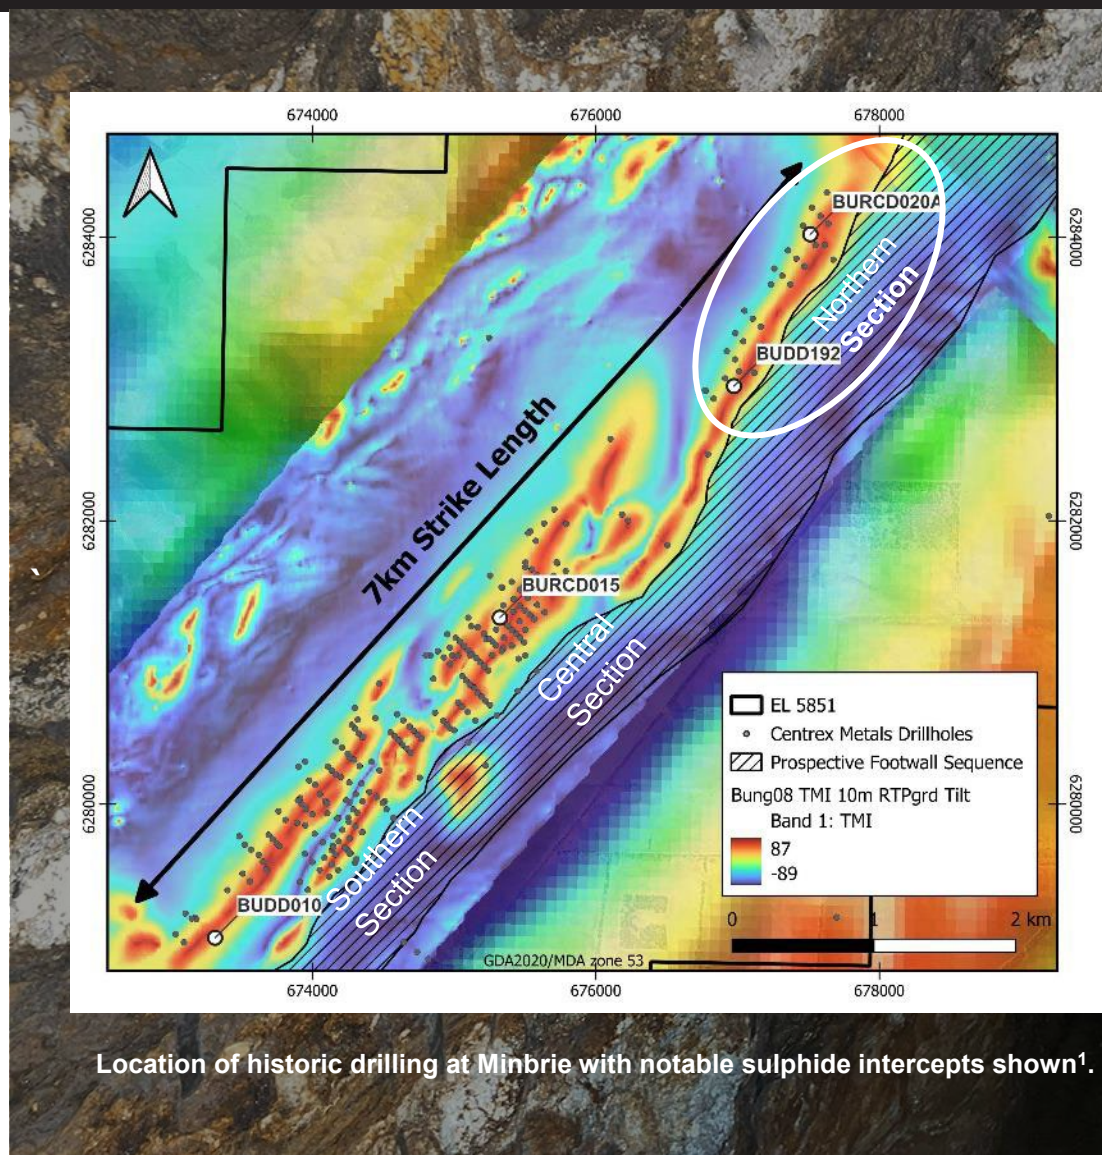 674000
676000
678000
6284000
6284000
BURCD020A
Northern
Section
BUDD192
7km Strike Length
6282000
6282000
BURCD015
Central
Section
EL 5851
Centrex Metals Drillholes
Prospective Footwall Sequence
Bung08 TMI 10m RTPgrd Tilt
Band 1: TMI
87
-89
6280000
6280000
Southern
Section
BUDD010
0
1
2 km
GDA2020/MDA zone 53
674000
676000
678000
Location of historic drilling at Minbrie with notable sulphide intercepts shown1.